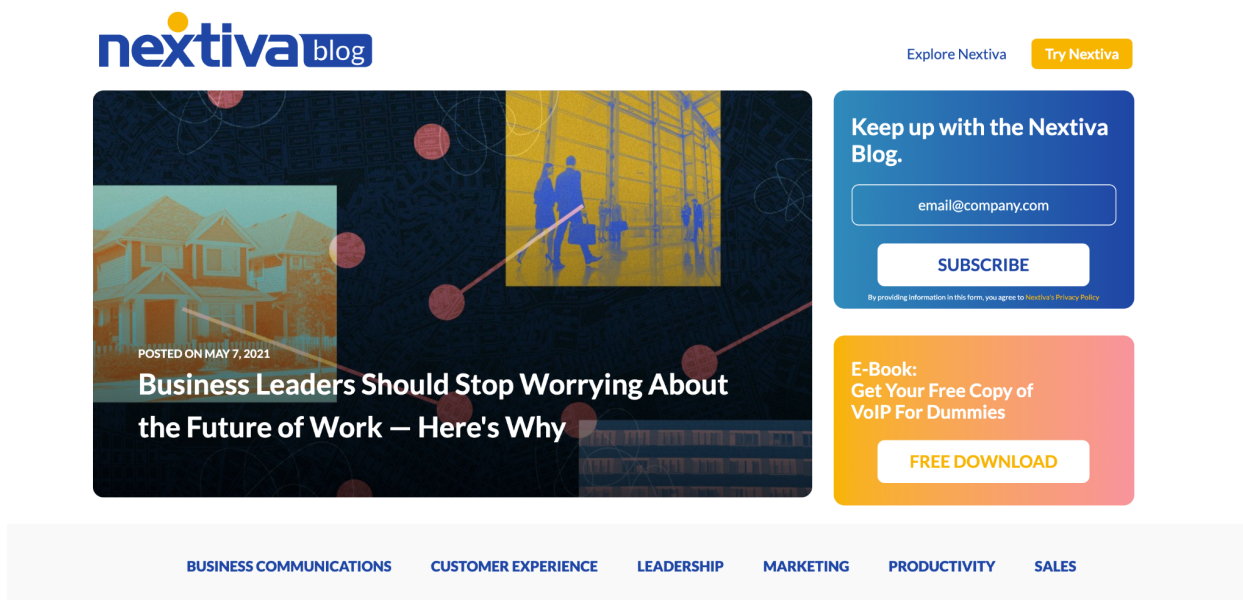 nextiva blog
Explore Nextiva
Try Nextiva
POSTED ON MAY 7, 2021
Business Leaders Should Stop Worrying About
the Future of Work — Here's Why
Keep up with the Nextiva
Blog.
email@company.com
SUBSCRIBE
By providing information in this form, you agree to Nextiva's Privacy Policy
E-Book:
Get Your Free Copy of
VoIP For Dummies
FREE DOWNLOAD
BUSINESS COMMUNICATIONS
CUSTOMER EXPERIENCE
LEADERSHIP
MARKETING
PRODUCTIVITY
SALES